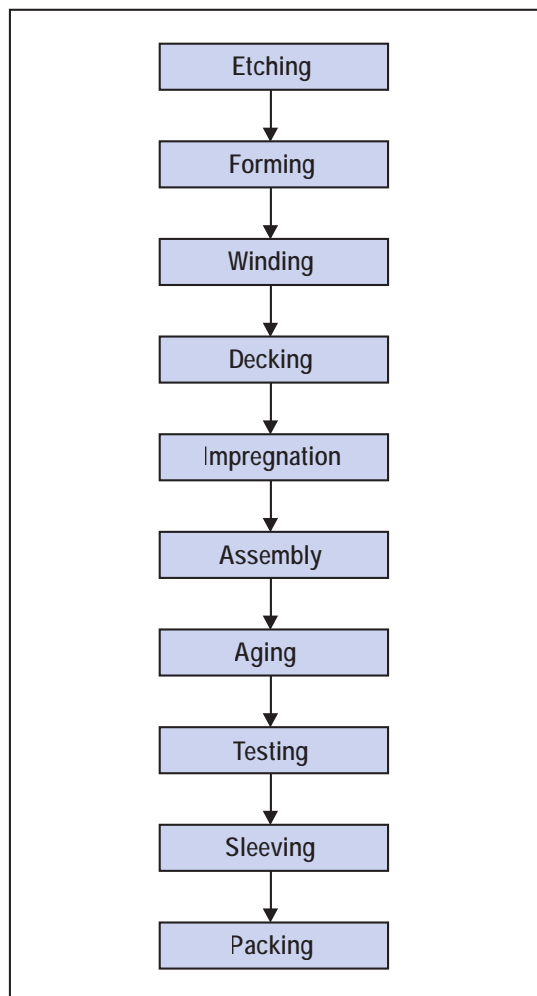 Etching
Forming
Winding
Decking
Impregnation
Assembly
Aging
Testing
Sleeving
Packing